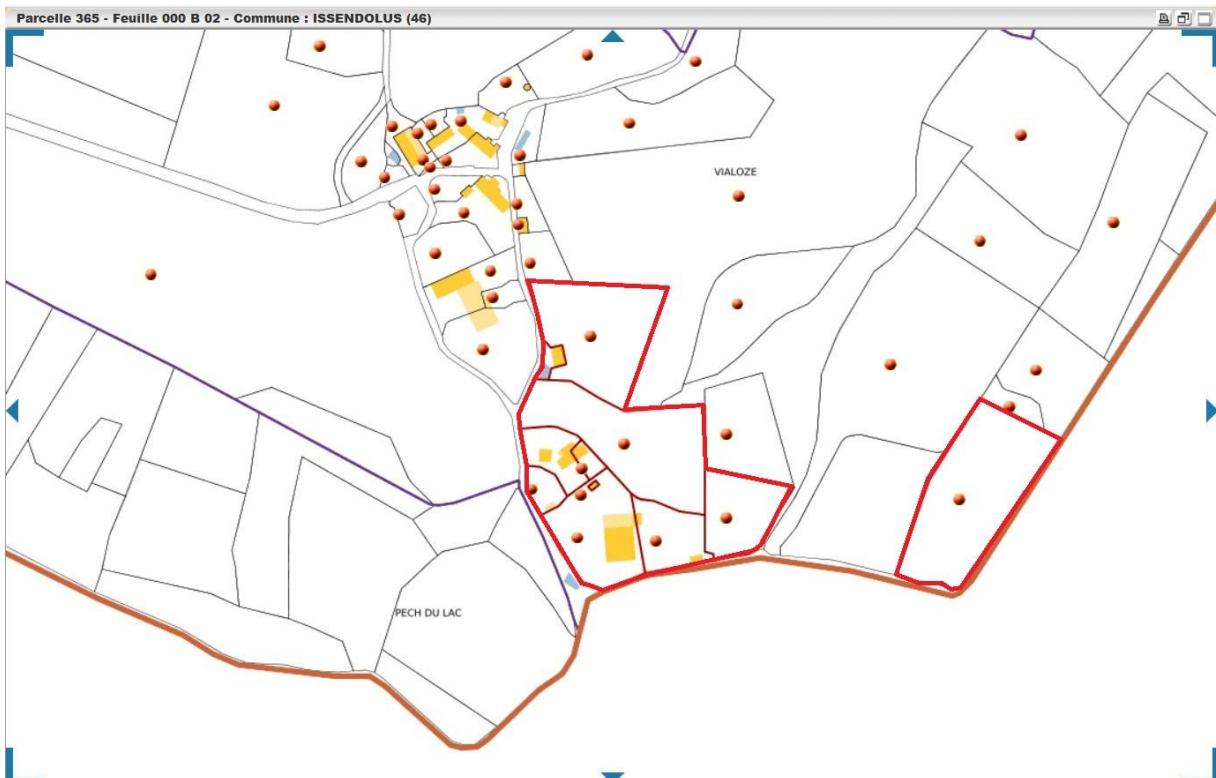 Parcelle 365 - Feuille 000 B 02 - Commune : ISSENDOLUS (46)
VIALOZE
PECH DU LAC